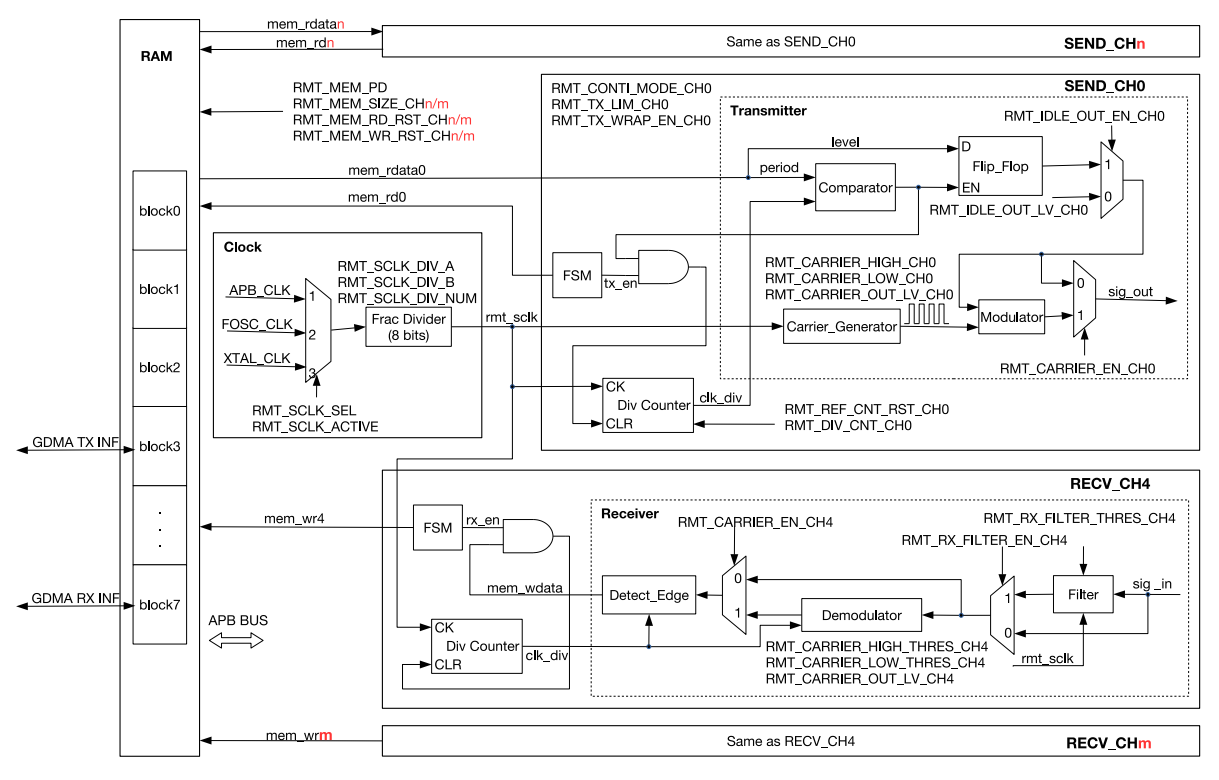 mem_rdatan
mem_rdn
Same as SEND_CH0
SEND_CHn
RAM
RMT_MEM_PD
RMT_MEM_SIZE_CHn/m
RMT_MEM_RD_RST_CHn/m
RMT_MEM_WR_RST_CHn/m
SEND_CH0
RMT_CONTI_MODE_CH0
RMT_TX_LIM_CH0
RMT_TX_WRAP_EN_CH0
Transmitter
RMT_IDLE_OUT_EN_CH0
level
D
Flip_Flop
EN
1
0
mem_rdata0
period
Comparator
RMT_IDLE_OUT_LV_CH0
mem_rd0
block0
block1
block2
block3
.
.
.
block7
Clock
RMT_SCLK_DIV_A
RMT_SCLK_DIV_B
RMT_SCLK_DIV_NUM
APB_CLK
1
FOSC_CLK
2
XTAL_CLK
3
Frac Divider
(8 bits)
rmt_sclk
RMT_SCLK_SEL
RMT_SCLK_ACTIVE
FSM
tx_en
RMT_CARRIER_HIGH_CH0
RMT_CARRIER_LOW_CH0
RMT_CARRIER_OUT_LV_CH0
Carrier_Generator
Modulator
0
1
sig_out
RMT_CARRIER_EN_CH0
CK
Div Counter
CLR
clk_div
RMT_REF_CNT_RST_CH0
RMT_DIV_CNT_CH0
GDMA TX INF
GDMA RX INF
APB BUS
RECV_CH4
mem_wr4
FSM
rx_en
Receiver
RMT_CARRIER_EN_CH4
RMT_RX_FILTER_THRES_CH4
RMT_RX_FILTER_EN_CH4
mem_wdata
Detect_Edge
0
1
Demodulator
1
0
Filter
sig_in
rmt_sclk
CK
Div Counter
CLR
clk_div
RMT_CARRIER_HIGH_THRES_CH4
RMT_CARRIER_LOW_THRES_CH4
RMT_CARRIER_OUT_LV_CH4
mem_wrm
Same as RECV_CH4
RECV_CHm